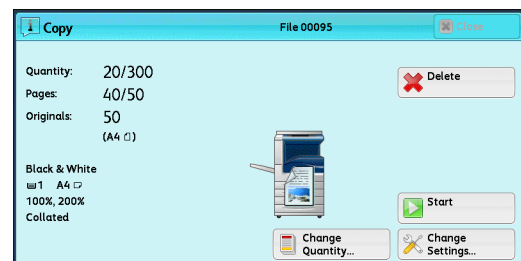 Copy File 00095 Close
Quantity: 20/300
Delete
Pages: 40/50
Originals: 50
(A4)
Black & White
1 A4
100%, 200%
Start
Collated
Change Quantity...
Change Settings...